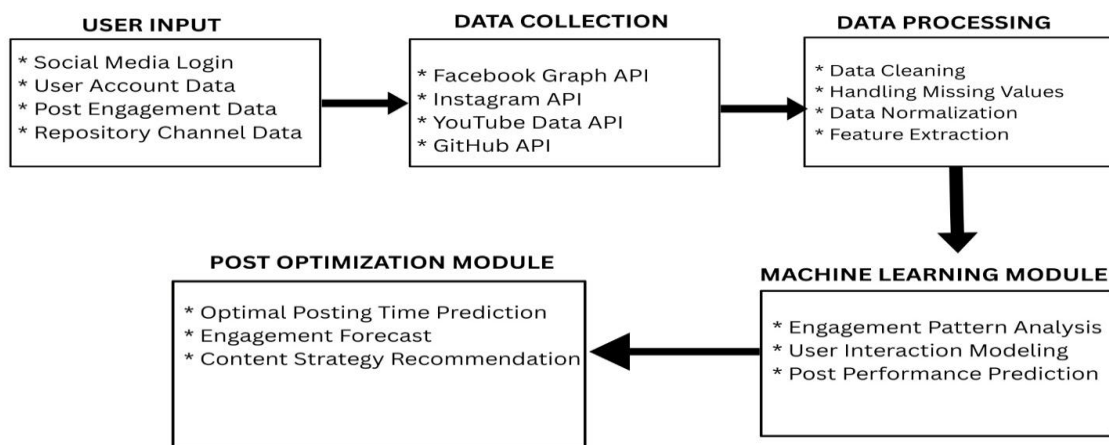 USER INPUT
* Social Media Login
* User Account Data
* Post Engagement Data
* Repository Channel Data
DATA COLLECTION
* Facebook Graph API
* Instagram API
* YouTube Data API
* GitHub API
DATA PROCESSING
* Data Cleaning
* Handling Missing Values
* Data Normalization
* Feature Extraction
MACHINE LEARNING MODULE
* Engagement Pattern Analysis
* User Interaction Modeling
* Post Performance Prediction
POST OPTIMIZATION MODULE
* Optimal Posting Time Prediction
* Engagement Forecast
* Content Strategy Recommendation